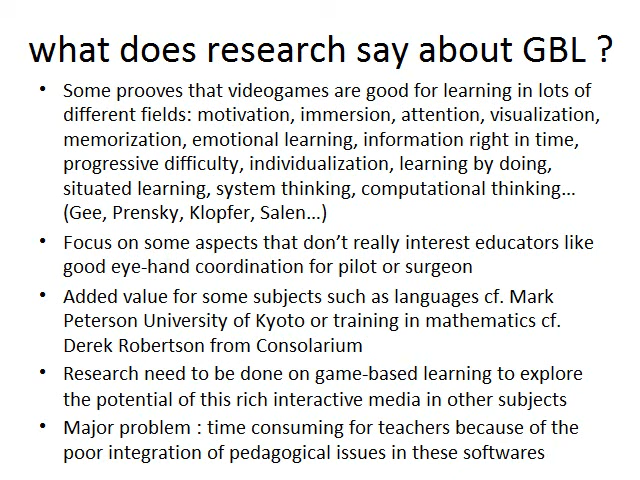 what does research say about GBL ?
• Some prooves that videogames are good for learning in lots of
different fields: motivation, immersion, attention, visualization,
memorization, emotional learning, information right in time,
progressive difficulty, individualization, learning by doing,
situated learning, system thinking, computational thinking…
(Gee, Prensky, Klopfer, Salen…)
• Focus on some aspects that don’t really interest educators like
good eye-hand coordination for pilot or surgeon
• Added value for some subjects such as languages cf. Mark
Peterson University of Kyoto or training in mathematics cf.
Derek Robertson from Consolarium
• Research need to be done on game-based learning to explore
the potential of this rich interactive media in other subjects
• Major problem : time consuming for teachers because of the
poor integration of pedagogical issues in these softwares